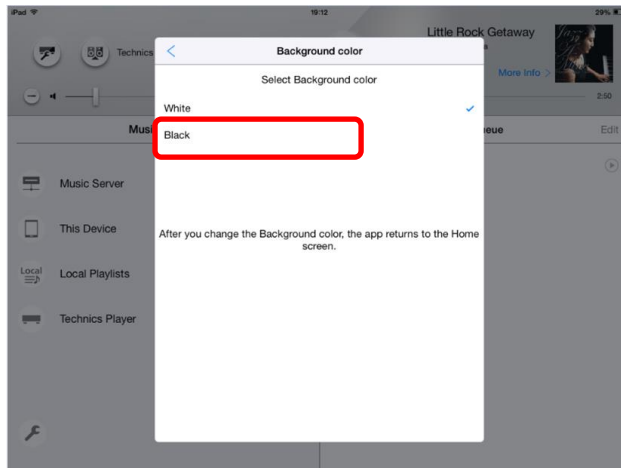 iPad
19:12
29%
Little Rock Getaway
Technics
Background color
More Info >
Select Background color
2:50
White
Musi
Black
eue
Edit
Music Server
This Device
After you change the Background color, the app returns to the Home
screen.
Local
Local Playlists
Technics Player